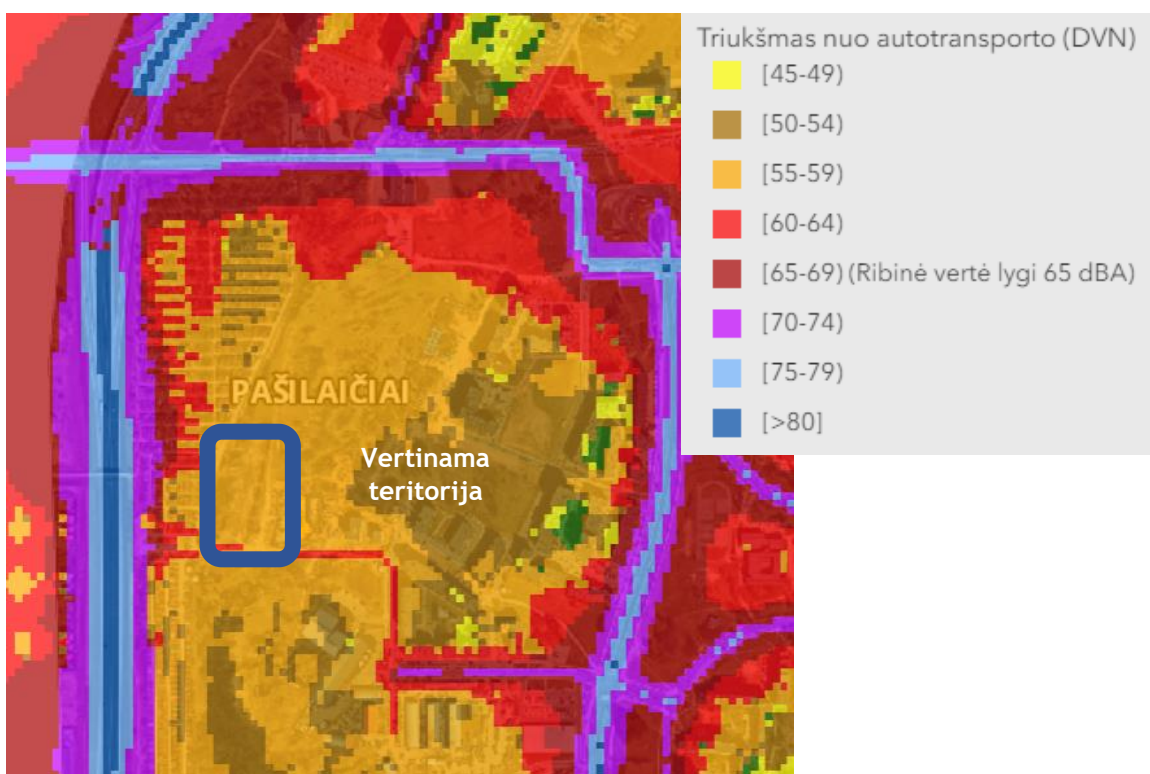 Triukšmas nuo autotransporto (DVN)
[45-49)
[50-54)
[55-59)
[60-64)
[65-69) (Ribinė vertė lygi 65 dBA)
[70-74)
[75-79)
[>80]
PAŠILAIČIAI
Vertinama
teritorija